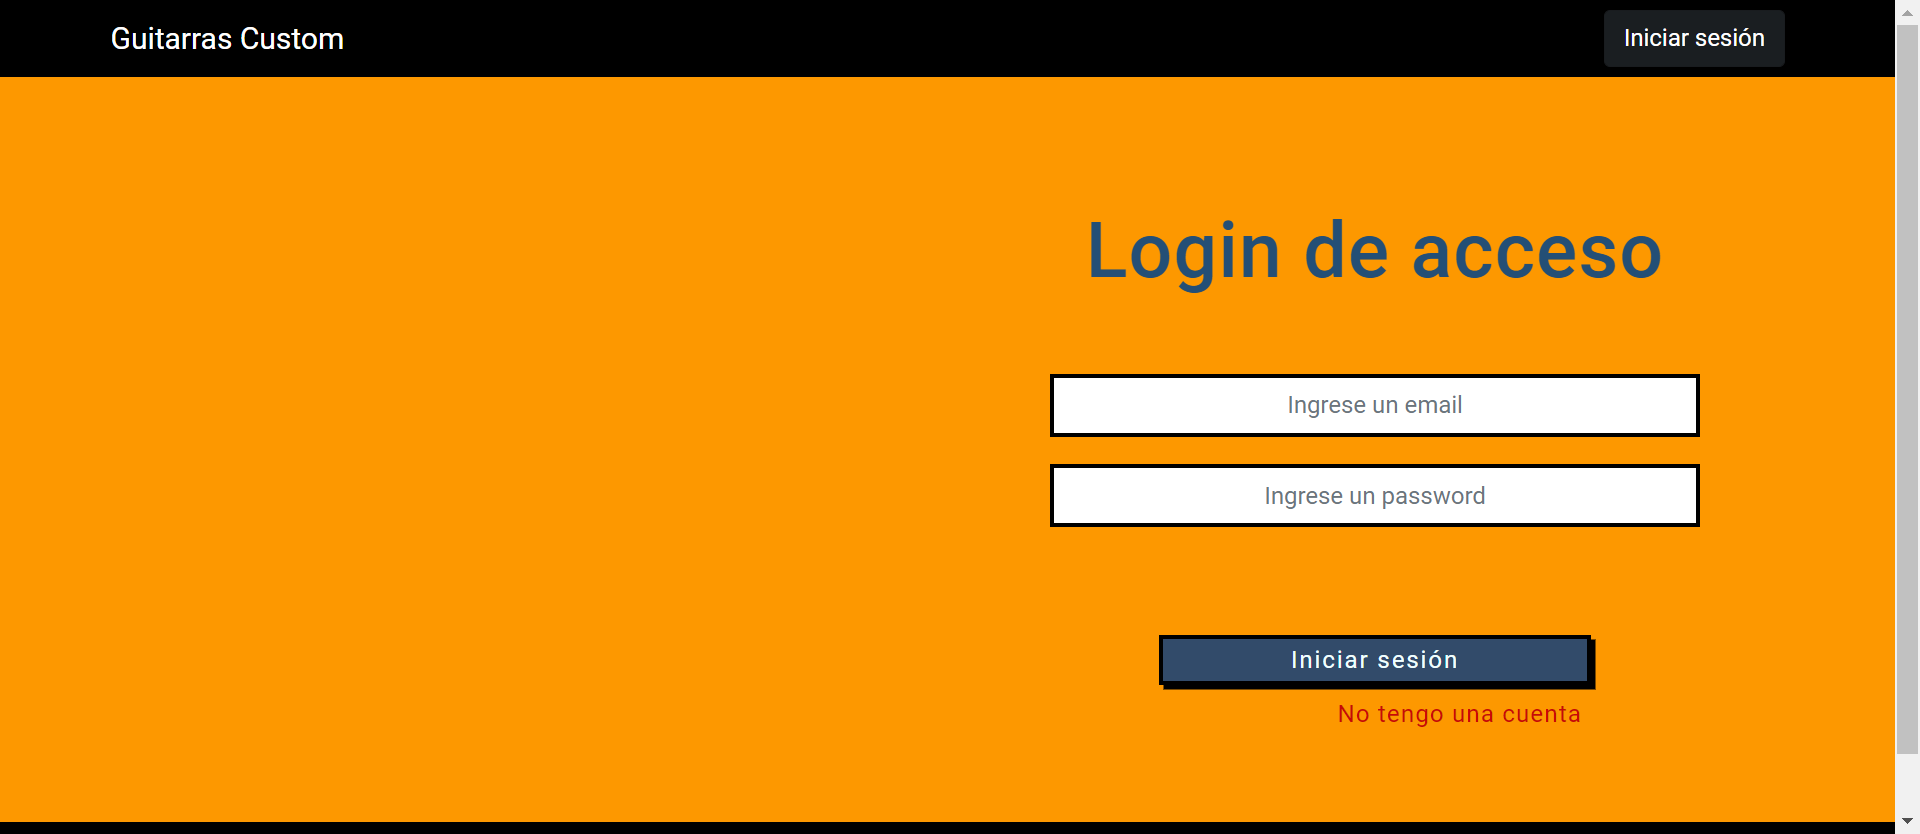 Guitarras Custom
Iniciar sesión
Login de acceso
Ingrese un email
Ingrese un password
Iniciar sesión
No tengo una cuenta